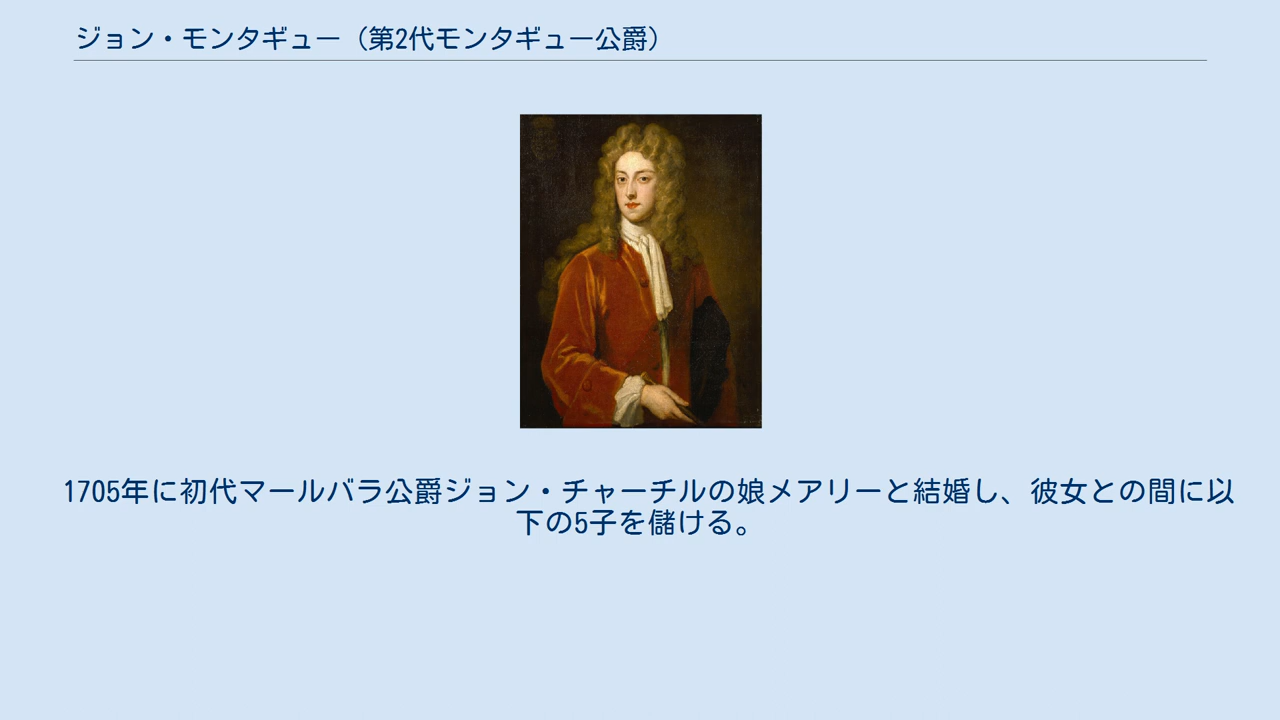 ジョン・モンタギュー（第2代モンタギュー公爵）
1705年に初代マールバラ公爵ジョン・チャーチルの娘メアリーと結婚し、彼女との間に以
下の5子を儲ける。